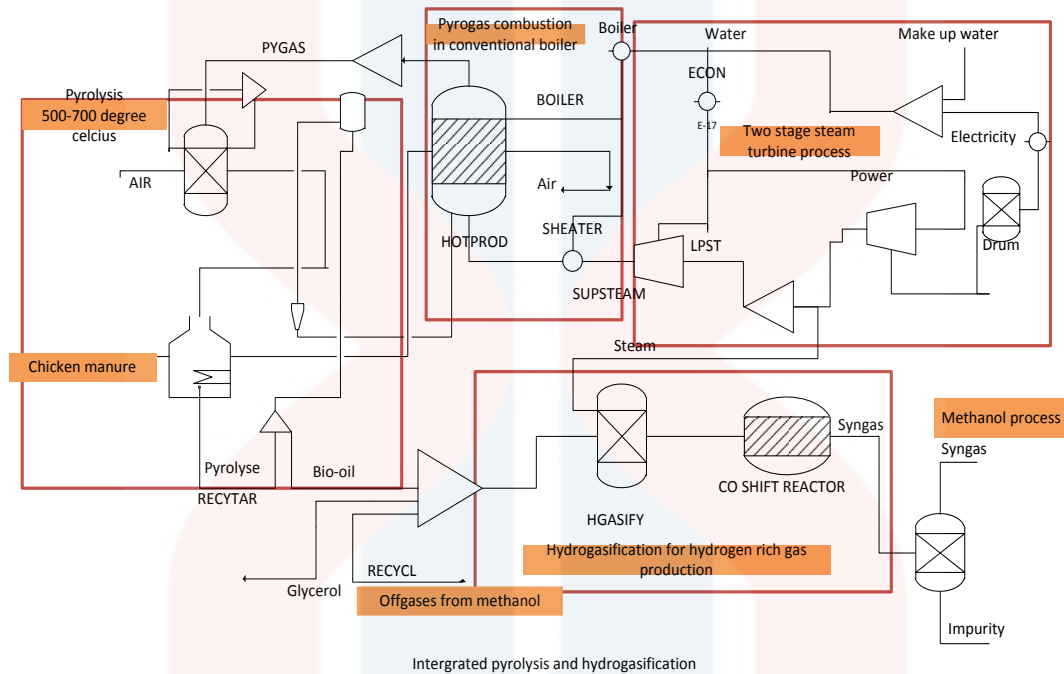 Pyrogas combustion
in conventional boiler
Boiler
Water
Make up water
PYGAS
ECON
Pyrolysis
500-700 degree
celcius
BOILER
E-17
Two stage steam
turbine process
Electricity
AIR
Air
Power
SHEATER
HOTPROD
LPST
Drum
SUPSTEAM
Steam
Chicken manure
Methanol process
Syngas
Syngas
Pyrolyse
Bio-oil
RECYTAR
CO SHIFT REACTOR
HGASIFY
Hydrogasification for hydrogen rich gas
production
RECYCL
Glycerol
Offgases from methanol
Impurity
Intergrated pyrolysis and hydrogasification